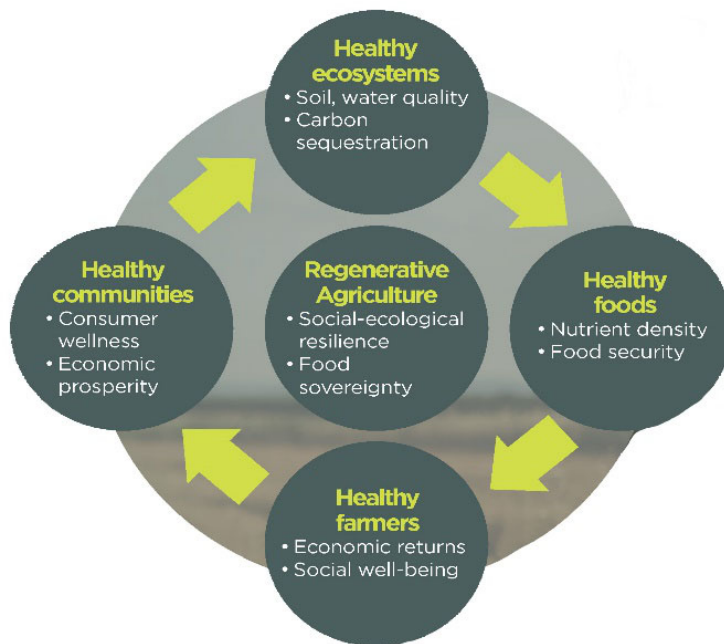 Healthy
ecosystems
• Soil, water quality
• Carbon
sequestration
Healthy
communities
• Consumer
wellness
• Economic
prosperity
Regenerative
Agriculture
• Social-ecological
resilience
• Food
sovereignty
Healthy
foods
• Nutrient density
• Food security
Healthy
farmers
• Economic returns
• Social well-being